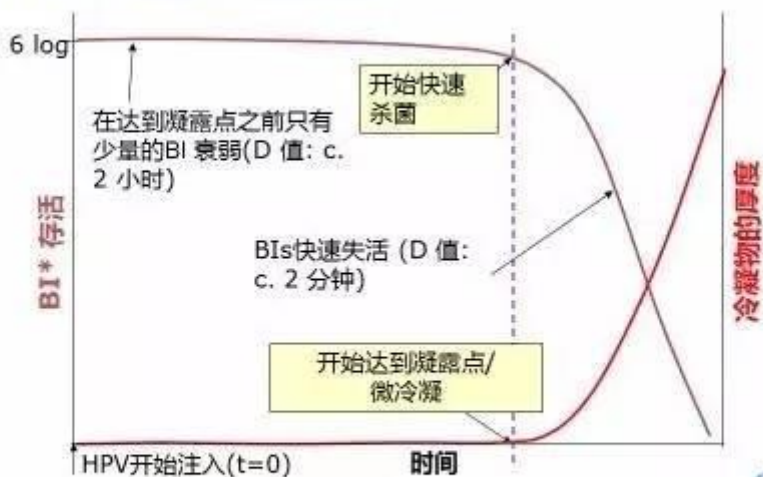 6 log
开始快速
杀菌
在达到凝露点之前只有
少量的BI 衰弱(D 值: c.
2 小时)
BI* 存活
BIs快速失活 (D 值:
c. 2 分钟)
冷凝物的厚度
开始达到凝露点/
微冷凝
HPV开始注入(t=0)
时间